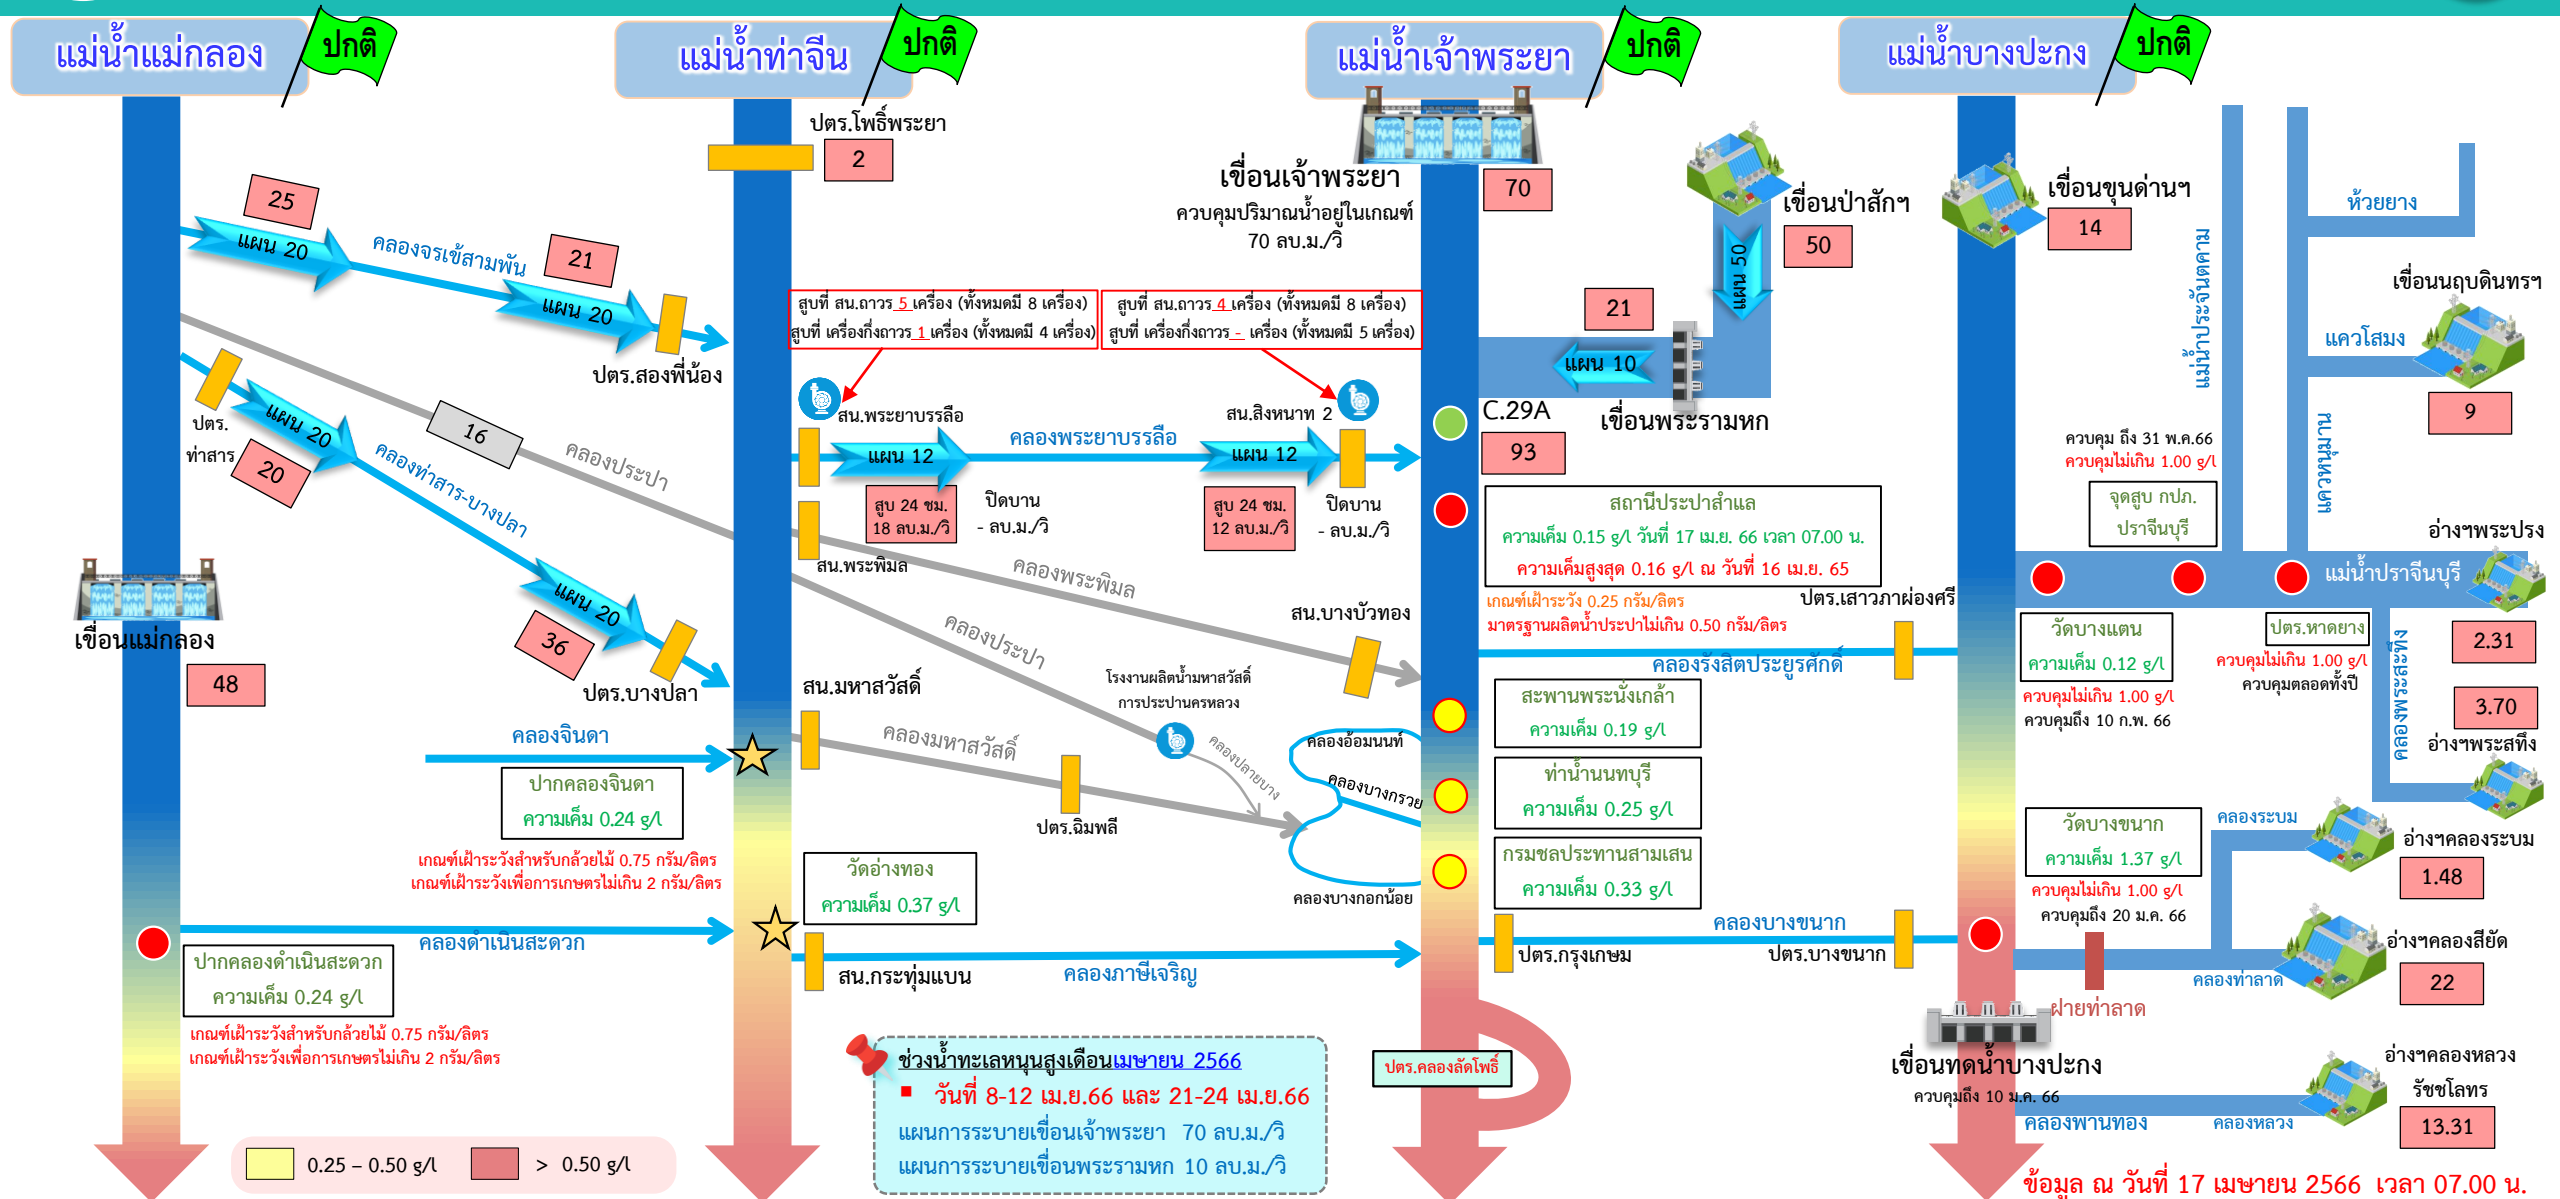 แม่น้ำแม่กลอง
ปกติ
แม่น้ำท่าจีน
ปกติ
แม่น้ำเจ้าพระยา
ปกติ
แม่น้ำบางปะกง
ปกติ
25
แผน 20
คลองจรเข้สามพัน
21
แผน 20
ปตร.สองพี่น้อง
ปตร.
ท่าสาร
แผน 20
20
16
คลองประปา
คลองท่าสาร-บางปลา
แผน 20
36
ปตร.บางปลา
เขื่อนแม่กลอง
48
คลองจินดา
ปากคลองจินดา
ความเค็ม 0.24 g/l
เกณฑ์เฝ้าระวังสำหรับกล้วยไม้ 0.75 กรัม/ลิตร
เกณฑ์เฝ้าระวังเพื่อการเกษตรไม่เกิน 2 กรัม/ลิตร
คลองดำเนินสะดวก
ปากคลองดำเนินสะดวก
ความเค็ม 0.24 g/l
เกณฑ์เฝ้าระวังสำหรับกล้วยไม้ 0.75 กรัม/ลิตร
เกณฑ์เฝ้าระวังเพื่อการเกษตรไม่เกิน 2 กรัม/ลิตร
0.25 – 0.50 g/l
> 0.50 g/l
ปตร.โพธิ์พระยา
2
สูบที่ สน.ถาวร 5 เครื่อง (ทั้งหมดมี 8 เครื่อง)
สูบที่ เครื่องกึ่งถาวร 1 เครื่อง (ทั้งหมดมี 4 เครื่อง)
สูบที่ สน.ถาวร 4 เครื่อง (ทั้งหมดมี 8 เครื่อง)
สูบที่ เครื่องกึ่งถาวร - เครื่อง (ทั้งหมดมี 5 เครื่อง)
สน.พระยาบรรลือ
แผน 12
คลองพระยาบรรลือ
สน.สิงหนาท 2
แผน 12
สูบ 24 ชม.
18 ลบ.ม./วิ
ปิดบาน
- ลบ.ม./วิ
สูบ 24 ชม.
12 ลบ.ม./วิ
ปิดบาน
- ลบ.ม./วิ
สน.พระพิมล
คลองพระพิมล
สน.บางบัวทอง
คลองประปา
สน.มหาสวัสดิ์
โรงงานผลิตน้ำมหาสวัสดิ์
การประปานครหลวง
คลองมหาสวัสดิ์
คลองปลายบาง
ปตร.ฉิมพลี
คลองอ้อมนนท์
คลองบางกรวย
คลองบางกอกน้อย
วัดอ่างทอง
ความเค็ม 0.37 g/l
สน.กระทุ่มแบน
คลองภาษีเจริญ
ช่วงน้ำทะเลหนุนสูงเดือนเมษายน 2566
วันที่ 8-12 เม.ย.66 และ 21-24 เม.ย.66
แผนการระบายเขื่อนเจ้าพระยา 70 ลบ.ม./วิ
แผนการระบายเขื่อนพระรามหก 10 ลบ.ม./วิ
เขื่อนเจ้าพระยา
70
ควบคุมปริมาณน้ำอยู่ในเกณฑ์
70 ลบ.ม./วิ
เขื่อนป่าสักฯ
50
แผน 50
21
แผน 10
เขื่อนพระรามหก
C.29A
93
สถานีประปาสำแล
ความเค็ม 0.15 g/l วันที่ 17 เม.ย. 66 เวลา 07.00 น.
ความเค็มสูงสุด 0.16 g/l ณ วันที่ 16 เม.ย. 65
เกณฑ์เฝ้าระวัง 0.25 กรัม/ลิตร
มาตรฐานผลิตน้ำประปาไม่เกิน 0.50 กรัม/ลิตร
ปตร.เสาวภาผ่องศรี
คลองรังสิตประยูรศักดิ์
สะพานพระนั่งเกล้า
ความเค็ม 0.19 g/l
ท่าน้ำนนทบุรี
ความเค็ม 0.25 g/l
กรมชลประทานสามเสน
ความเค็ม 0.33 g/l
คลองบางขนาก
ปตร.กรุงเกษม
ปตร.บางขนาก
ปตร.คลองลัดโพธิ์
เขื่อนขุนด่านฯ
14
แม่น้ำประจันตคาม
ห้วยยาง
เขื่อนนฤบดินทรฯ
แควโสมง
9
แควหนุมาน
ควบคุม ถึง 31 พ.ค.66
ควบคุมไม่เกิน 1.00 g/l
จุดสูบ กปภ.
ปราจีนบุรี
อ่างฯพระปรง
แม่น้ำปราจีนบุรี
2.31
วัดบางแตน
ความเค็ม 0.12 g/l
ควบคุมไม่เกิน 1.00 g/l
ควบคุมถึง 10 ก.พ. 66
ปตร.หาดยาง
ควบคุมไม่เกิน 1.00 g/l
ควบคุมตลอดทั้งปี
คลองพระสะทึง
3.70
อ่างฯพระสทึง
วัดบางขนาก
ความเค็ม 1.37 g/l
ควบคุมไม่เกิน 1.00 g/l
ควบคุมถึง 20 ม.ค. 66
คลองระบม
อ่างฯคลองระบม
1.48
อ่างฯคลองสียัด
22
คลองท่าลาด
ฝายท่าลาด
เขื่อนทดน้ำบางปะกง
ควบคุมถึง 10 ม.ค. 66
คลองพานทอง
คลองหลวง
อ่างฯคลองหลวง
รัชชโลทร
13.31
ข้อมูล ณ วันที่ 17 เมษายน 2566 เวลา 07.00 น.